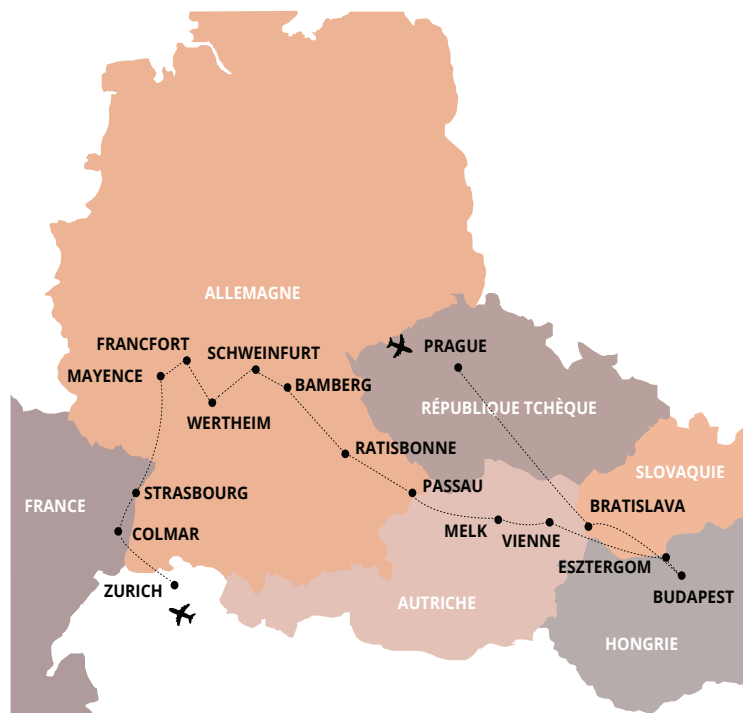 ALLEMAGNE
FRANCFORT
SCHWEINFURT
PRAGUE
MAYENCE
BAMBERG
RÉPUBLIQUE TCHÈQUE
WERTHEIM
RATISBONNE
SLOVAQUIE
STRASBOURG
PASSAU
FRANCE
BRATISLAVA
COLMAR
MELK
VIENNE
ESZTERGOM
ZURICH
BUDAPEST
AUTRICHE
HONGRIE